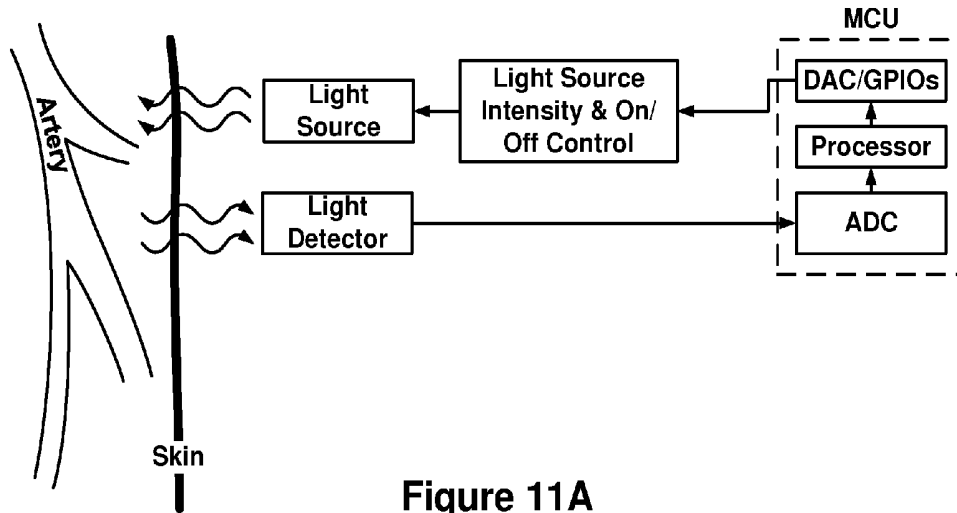 MCU
Artery
Light
Source
Light Source
Intensity & On/
Off Control
DAC/GPIOs
Processor
Light
Detector
ADC
Skin
Figure 11A